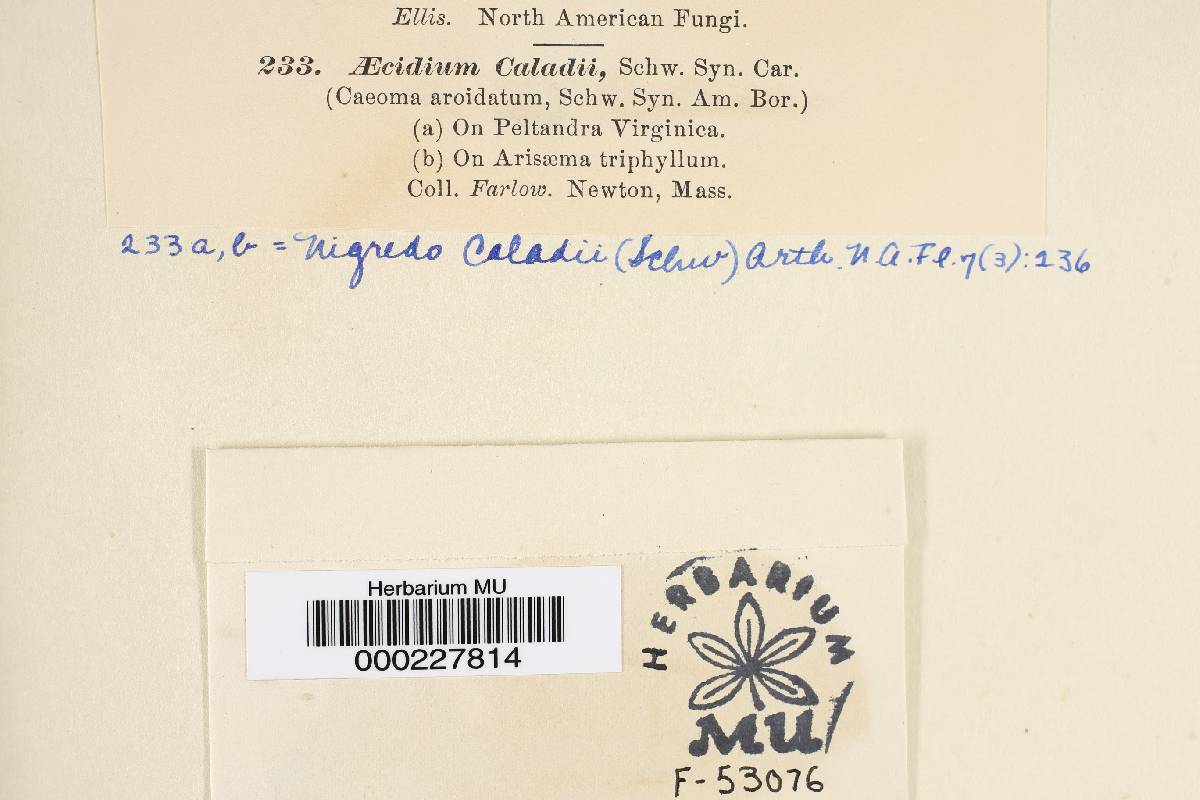 Ellis. North American Fungi.
233. Æcidium Caladii, Schw. Syn. Car.
(Caeoma aroidatum, Schw. Syn. Am. Bor.)
(a) On Peltandra Virginica.
(b) On Arisæma triphyllum.
Coll. Farlow. Newton, Mass.
233 a, b = Nigredo Caladii (Schw) Arth. N.A.Fl. 7(3):236
Herbarium MU
000227814
HERBARIUM
MU
F-53076